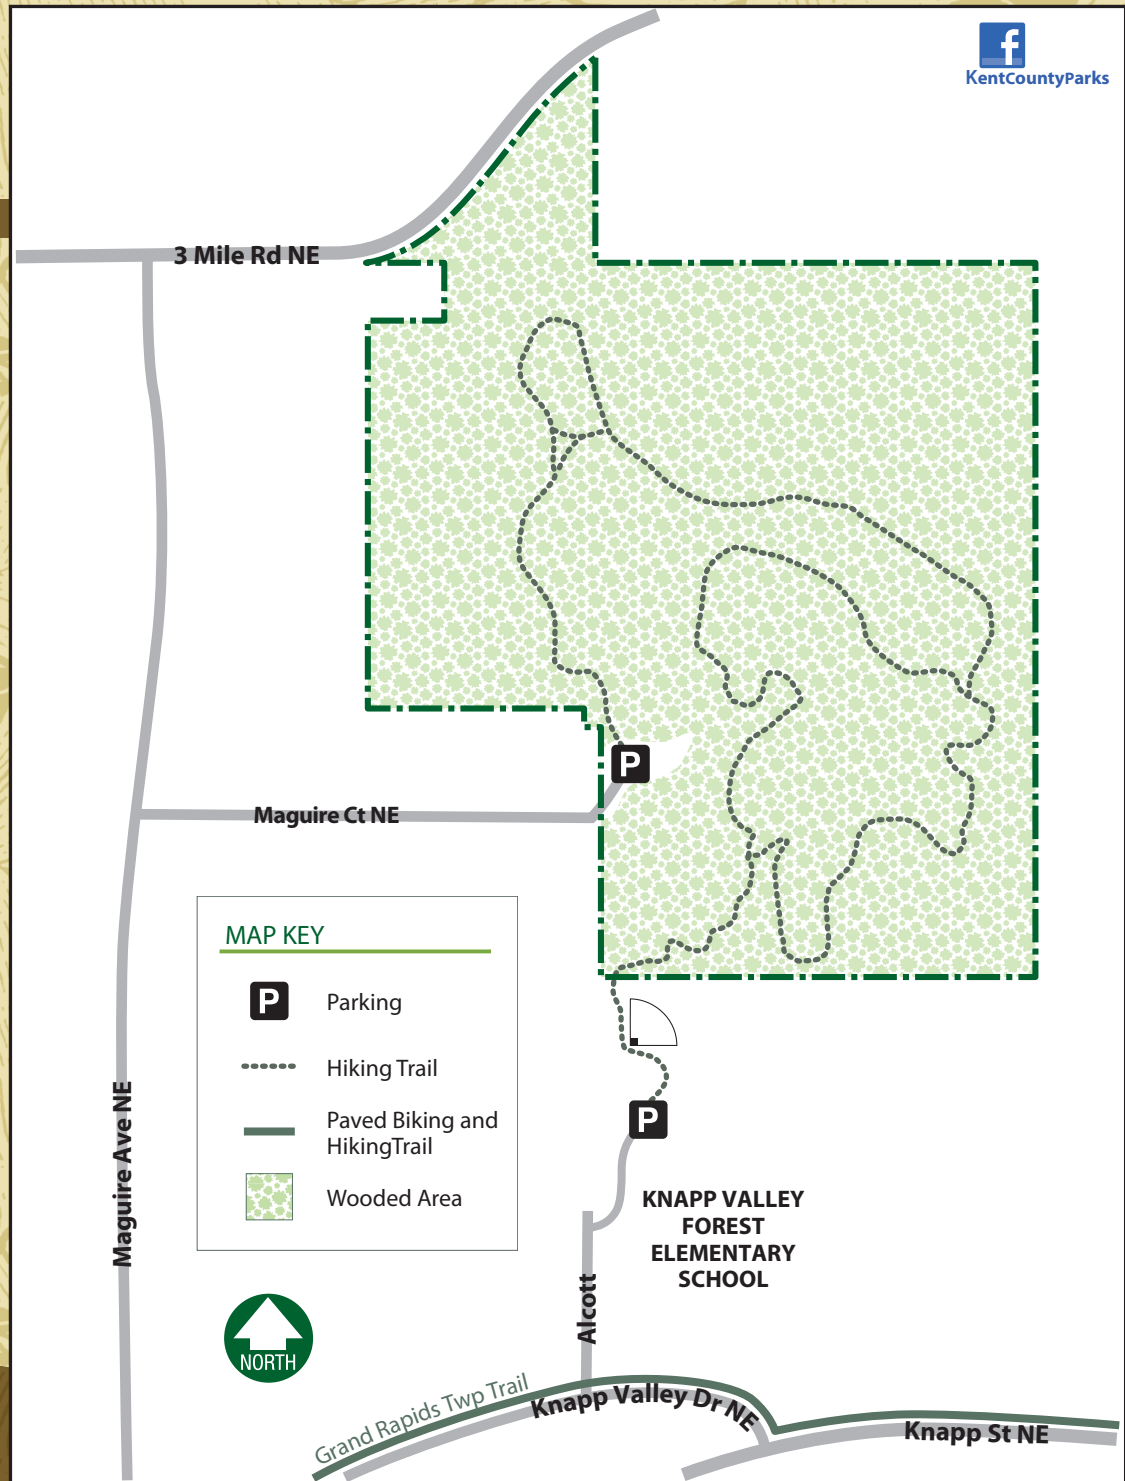 f
KentCountyParks
3 Mile Rd NE
P
Maguire Ct NE
MAP KEY
P Parking
Hiking Trail
Paved Biking and
HikingTrail
Wooded Area
Maguire Ave NE
P
KNAPP VALLEY
FOREST
ELEMENTARY
SCHOOL
Alcott
NORTH
Grand Rapids Twp Trail
Knapp Valley Dr NE
Knapp St NE